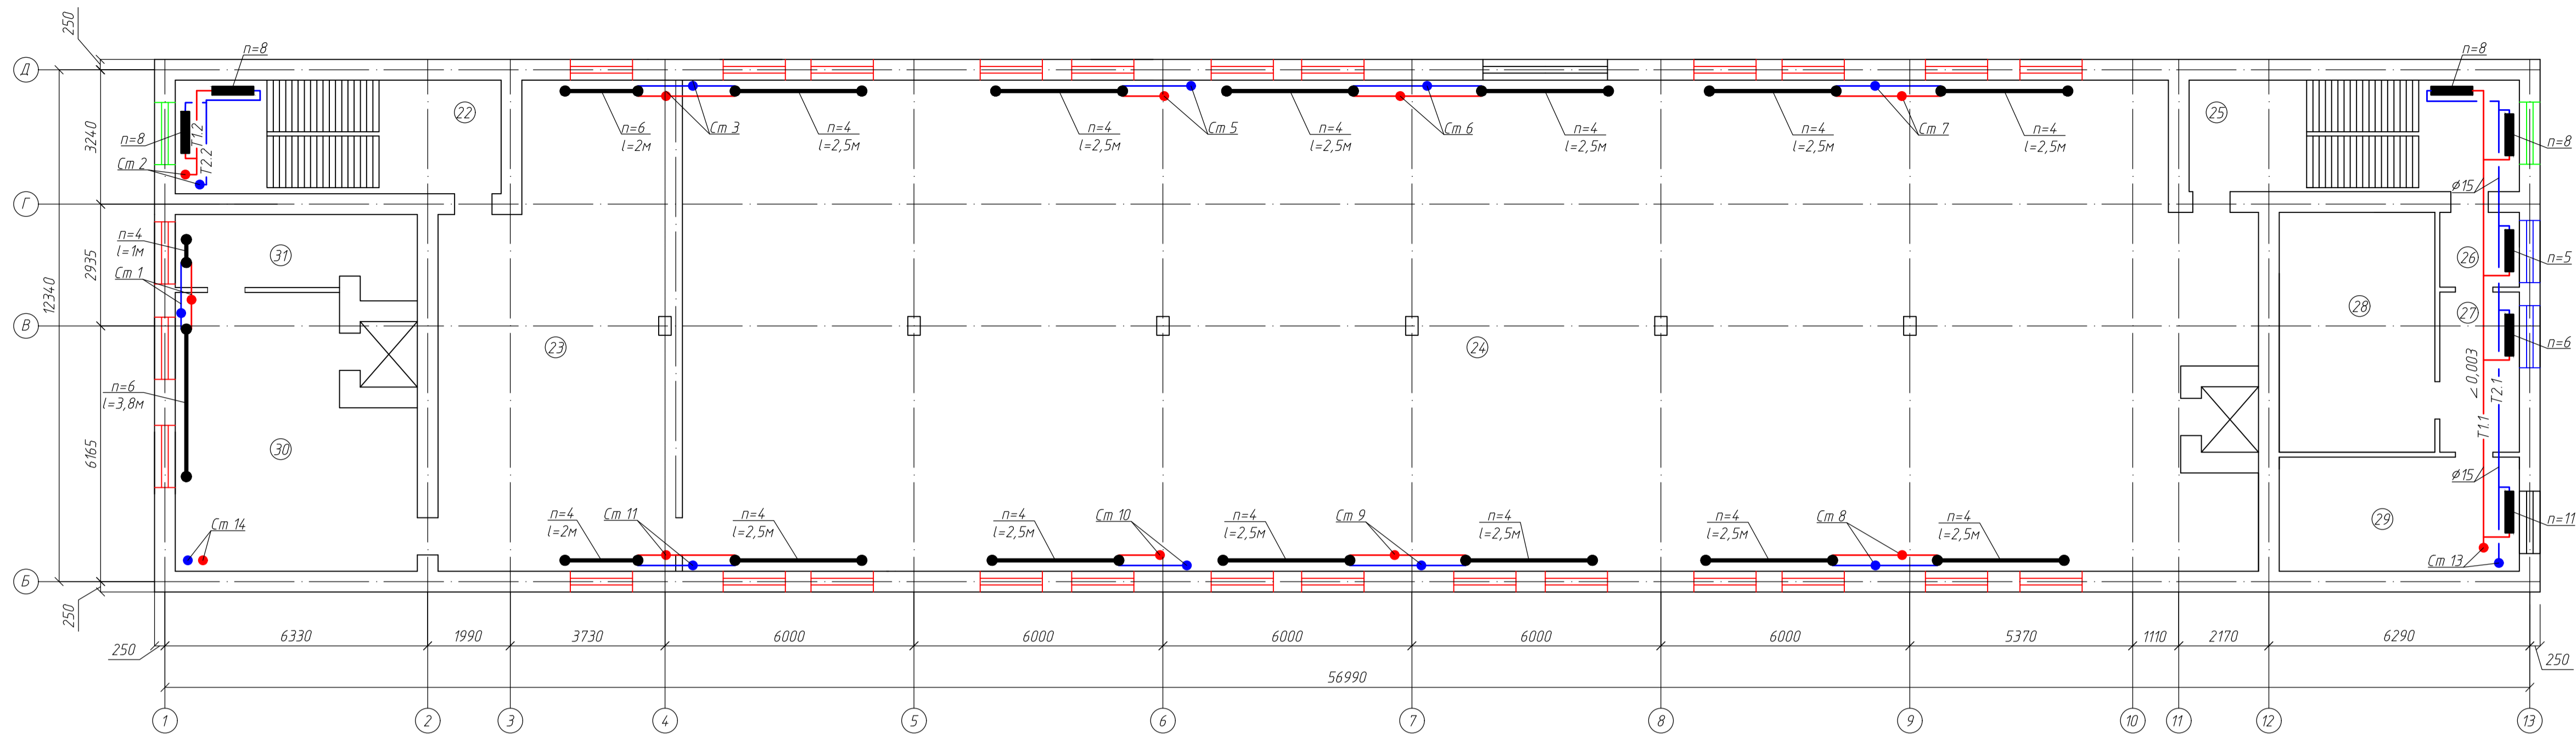 250
n=8
n=8
Д
22
25
n=6
l=2м
Ст 3
n=4
l=2,5м
n=4
l=2,5м
Ст 5
n=4
l=2,5м
Ст 6
n=4
l=2,5м
n=4
l=2,5м
Ст 7
n=4
l=2,5м
3240
n=8
Т1.2
Т2.2
n=8
Ст 2
ϕ15
Г
n=4
l=1м
31
26
n=5
2935
Ст 1
12340
27
28
В
23
24
n=6
∠0,003
Т2.1
n=6
l=3,8м
Т1.1
6165
30
ϕ15
29
n=11
Ст 14
n=4
l=2м
Ст 11
n=4
l=2,5м
n=4
l=2,5м
Ст 10
n=4
l=2,5м
Ст 9
n=4
l=2,5м
n=4
l=2,5м
Ст 8
n=4
l=2,5м
Ст 13
Б
250
250
6330
1990
3730
6000
6000
6000
6000
6000
5370
1110
2170
6290
250
56990
1
2
3
4
5
6
7
8
9
10
11
12
13